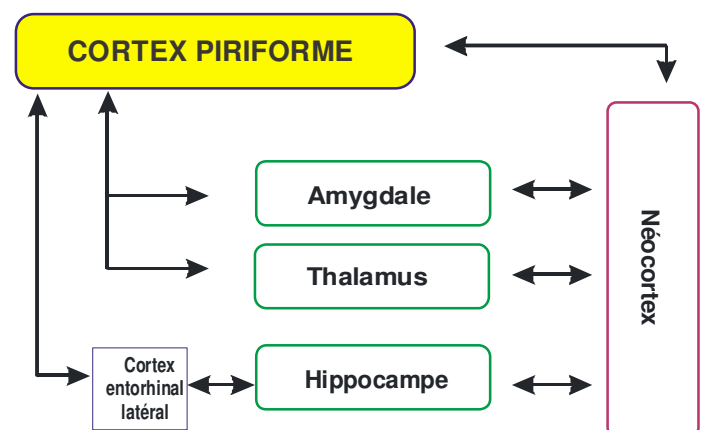 CORTEX PIRIFORME
Amygdale
Thalamus
Néocortex
Cortex
entorhinal
latéral
Hippocampe